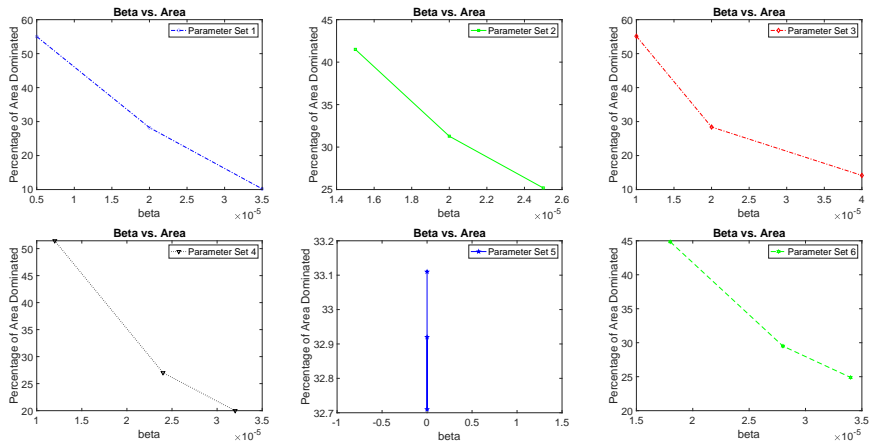 Beta vs. Area
Percentage of Area Dominated
60
50
40
30
20
10
Parameter Set 1
0.5 1 1.5 2 2.5 3 3.5
beta
×10⁻⁵
Beta vs. Area
Percentage of Area Dominated
45
40
35
30
25
Parameter Set 2
1.4 1.6 1.8 2 2.2 2.4 2.6
beta
×10⁻⁵
Beta vs. Area
Percentage of Area Dominated
60
50
40
30
20
10
Parameter Set 3
1 1.5 2 2.5 3 3.5 4
beta
×10⁻⁵
Beta vs. Area
Percentage of Area Dominated
50
45
40
35
30
25
20
Parameter Set 4
1 1.5 2 2.5 3 3.5
beta
×10⁻⁵
Beta vs. Area
Percentage of Area Dominated
33.2
33.1
33
32.9
32.8
32.7
Parameter Set 5
-1 -0.5 0 0.5 1 1.5
beta
Beta vs. Area
Percentage of Area Dominated
45
40
35
30
25
20
Parameter Set 6
1.5 2 2.5 3 3.5
beta
×10⁻⁵